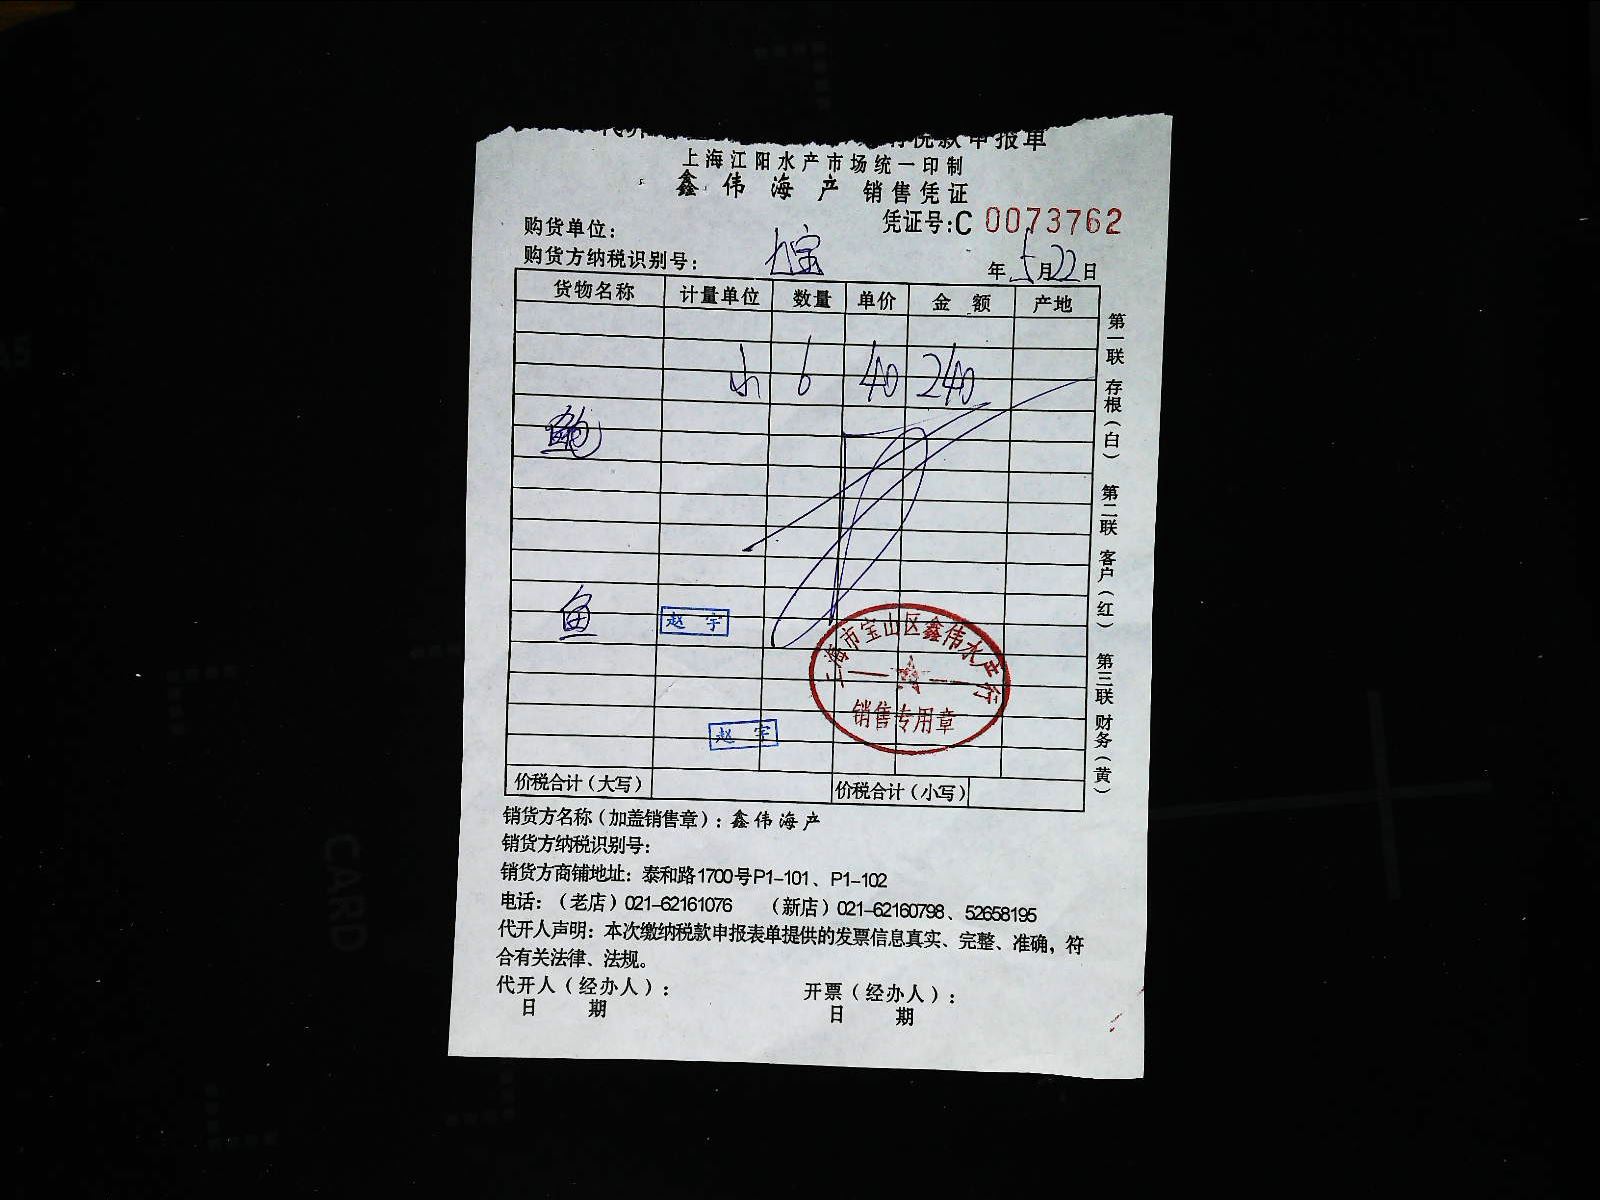 税款申报单
上海江阳水产市场统一印制
鑫伟海产 销售凭证
凭证号:C 0073762
购货单位:
购货方纳税识别号:
年5月22日
货物名称 计量单位 数量 单价 金额 产地
小 6 40 240
鲍
鱼
赵宇
赵宇
上海市宝山区鑫伟水产行
销售专用章
价税合计(大写) 价税合计(小写)
第一联 存根(白) 第二联 客户(红) 第三联 财务(黄)
销货方名称(加盖销售章):鑫伟海产
销货方纳税识别号:
销货方商铺地址:泰和路1700号P1-101、P1-102
电话:(老店)021-62161076 (新店)021-62160798、52658195
代开人声明:本次缴纳税款申报表单提供的发票信息真实、完整、准确,符
合有关法律、法规。
代开人(经办人): 开票(经办人):
日 期 日 期
CARD